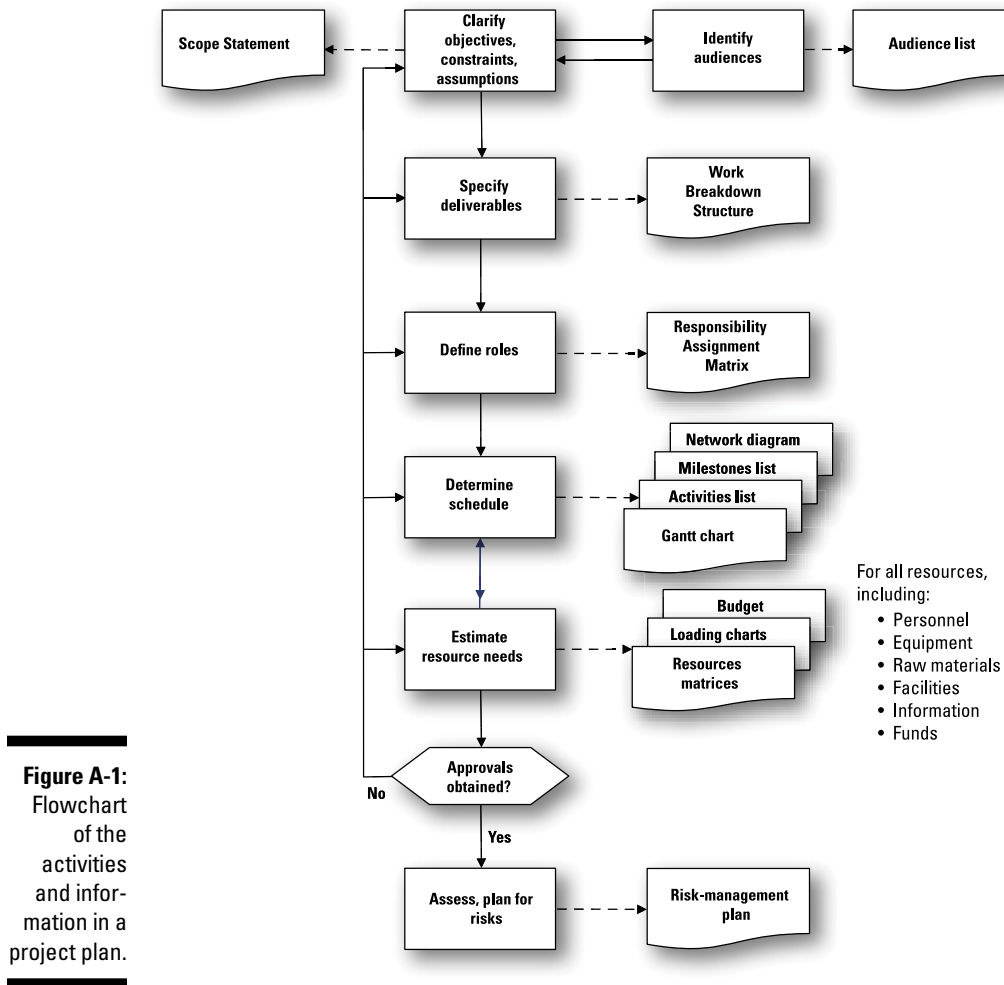 Scope Statement
Clarify
objectives,
constraints,
assumptions
Identify
audiences
Audience list
Specify
deliverables
Work
Breakdown
Structure
Define roles
Responsibility
Assignment
Matrix
Determine
schedule
Network diagram
Milestones list
Activities list
Gantt chart
Estimate
resource needs
Budget
Loading charts
Resources
matrices
For all resources,
including:
• Personnel
• Equipment
• Raw materials
• Facilities
• Information
• Funds
Approvals
obtained?
No
Yes
Assess, plan for
risks
Risk-management
plan
Figure A-1:
Flowchart
of the
activities
and infor-
mation in a
project plan.